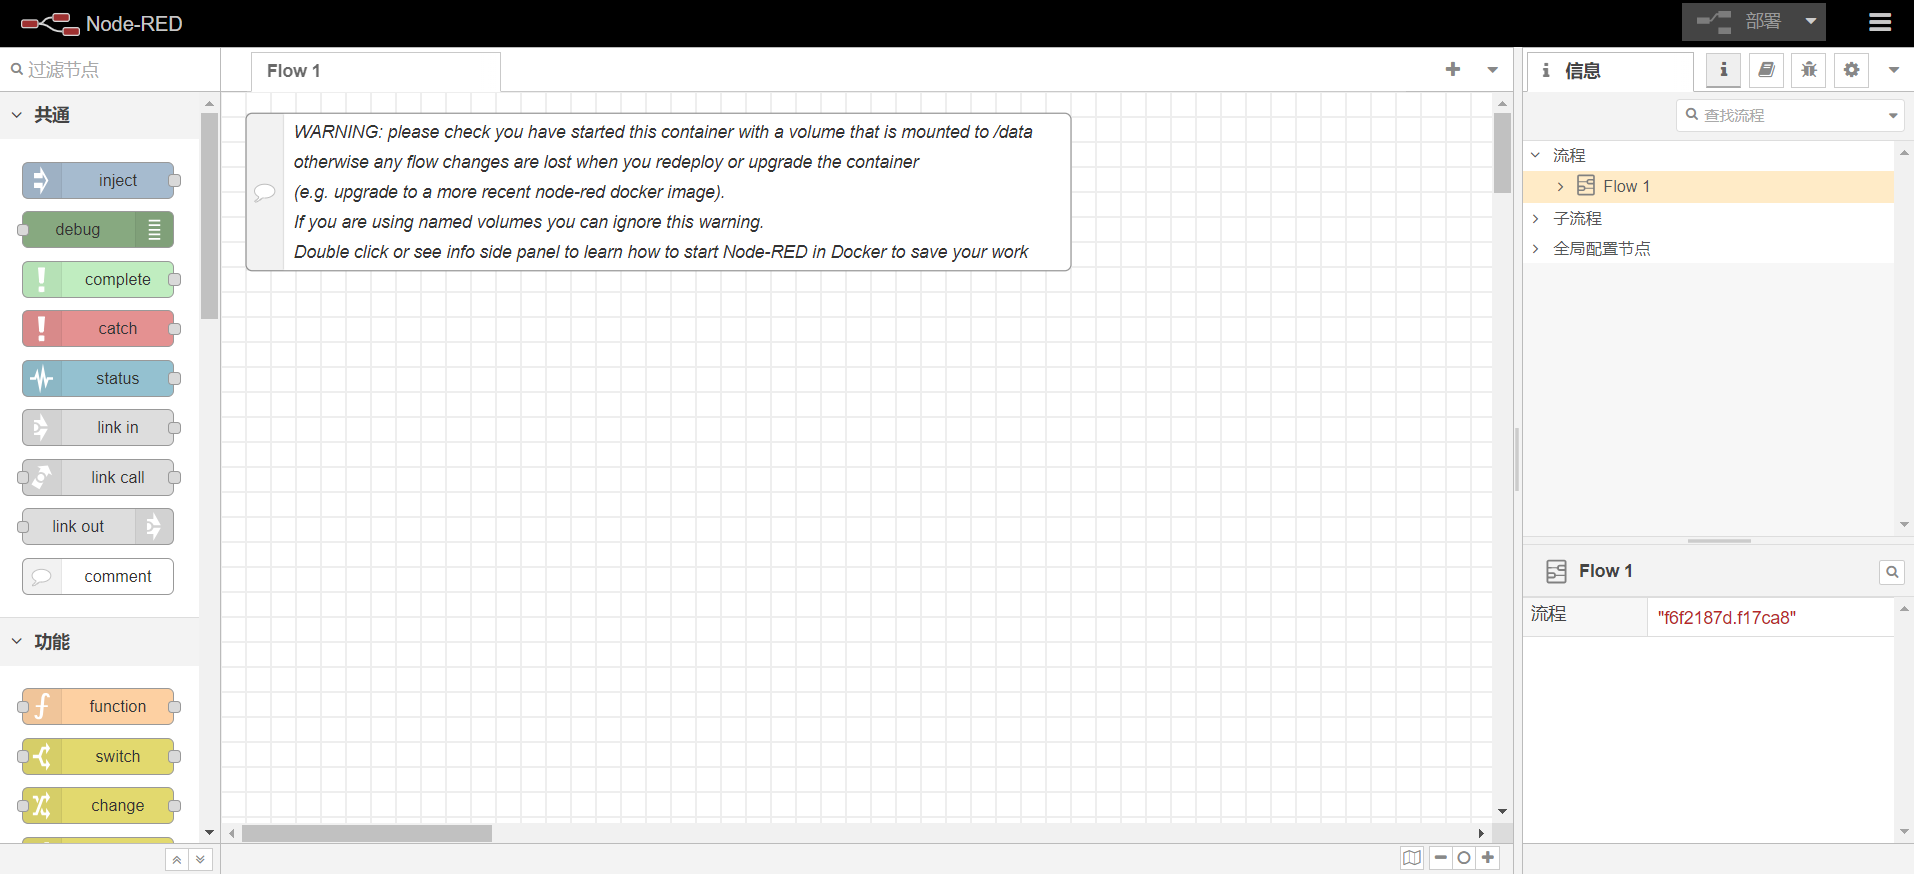 Node-RED
部署
过滤节点
Flow 1
信息
共通
查找流程
WARNING: please check you have started this container with a volume that is mounted to /data
otherwise any flow changes are lost when you redeploy or upgrade the container
(e.g. upgrade to a more recent node-red docker image).
If you are using named volumes you can ignore this warning.
Double click or see info side panel to learn how to start Node-RED in Docker to save your work
inject
debug
complete
catch
status
link in
link call
link out
comment
功能
function
switch
change
流程
Flow 1
子流程
全局配置节点
Flow 1
流程
"f6f2187d.f17ca8"